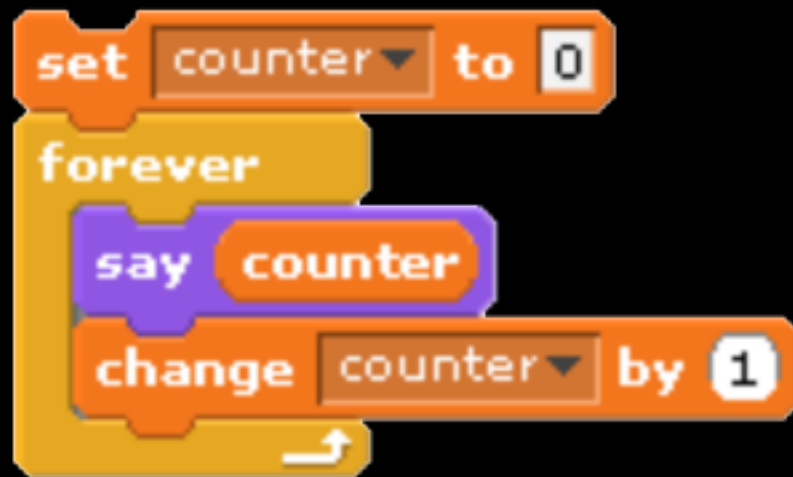 set counter to 0
forever
say counter
change counter by 1